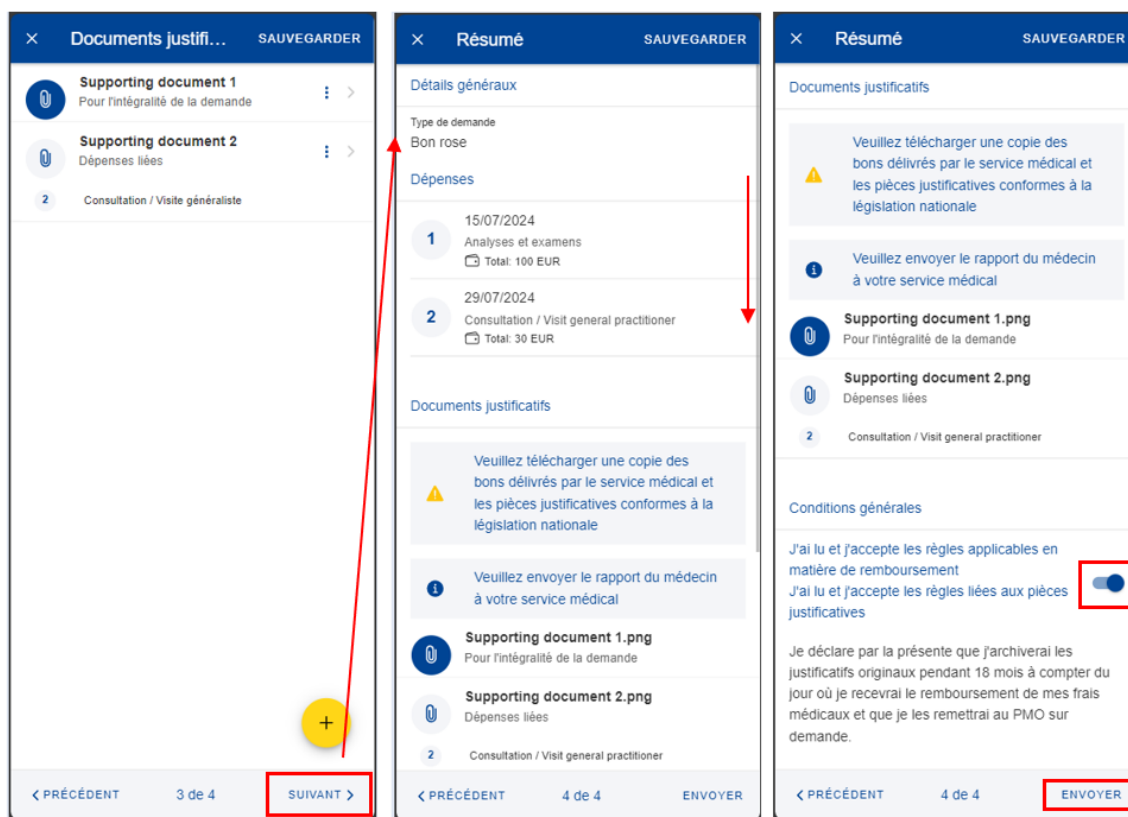 Documents justifi... SAUVEGARDER
Supporting document 1
Pour l'intégralité de la demande
Supporting document 2
Dépenses liées
2 Consultation / Visite généraliste
PRÉCÉDENT 3 de 4 SUIVANT
Résumé SAUVEGARDER
Détails généraux
Type de demande
Bon rose
Dépenses
15/07/2024
1 Analyses et examens
Total: 100 EUR
29/07/2024
2 Consultation / Visit general practitioner
Total: 30 EUR
Documents justificatifs
Veuillez télécharger une copie des
bons délivrés par le service médical et
les pièces justificatives conformes à la
législation nationale
Veuillez envoyer le rapport du médecin
à votre service médical
Supporting document 1.png
Pour l'intégralité de la demande
Supporting document 2.png
Dépenses liées
2 Consultation / Visit general practitioner
PRÉCÉDENT 4 de 4 ENVOYER
Résumé SAUVEGARDER
Documents justificatifs
Veuillez télécharger une copie des
bons délivrés par le service médical et
les pièces justificatives conformes à la
législation nationale
Veuillez envoyer le rapport du médecin
à votre service médical
Supporting document 1.png
Pour l'intégralité de la demande
Supporting document 2.png
Dépenses liées
2 Consultation / Visit general practitioner
Conditions générales
J'ai lu et j'accepte les règles applicables en
matière de remboursement
J'ai lu et j'accepte les règles liées aux pièces
justificatives
Je déclare par la présente que j'archiverai les
justificatifs originaux pendant 18 mois à compter du
jour où je recevrai le remboursement de mes frais
médicaux et que je les remettrai au PMO sur
demande.
PRÉCÉDENT 4 de 4 ENVOYER